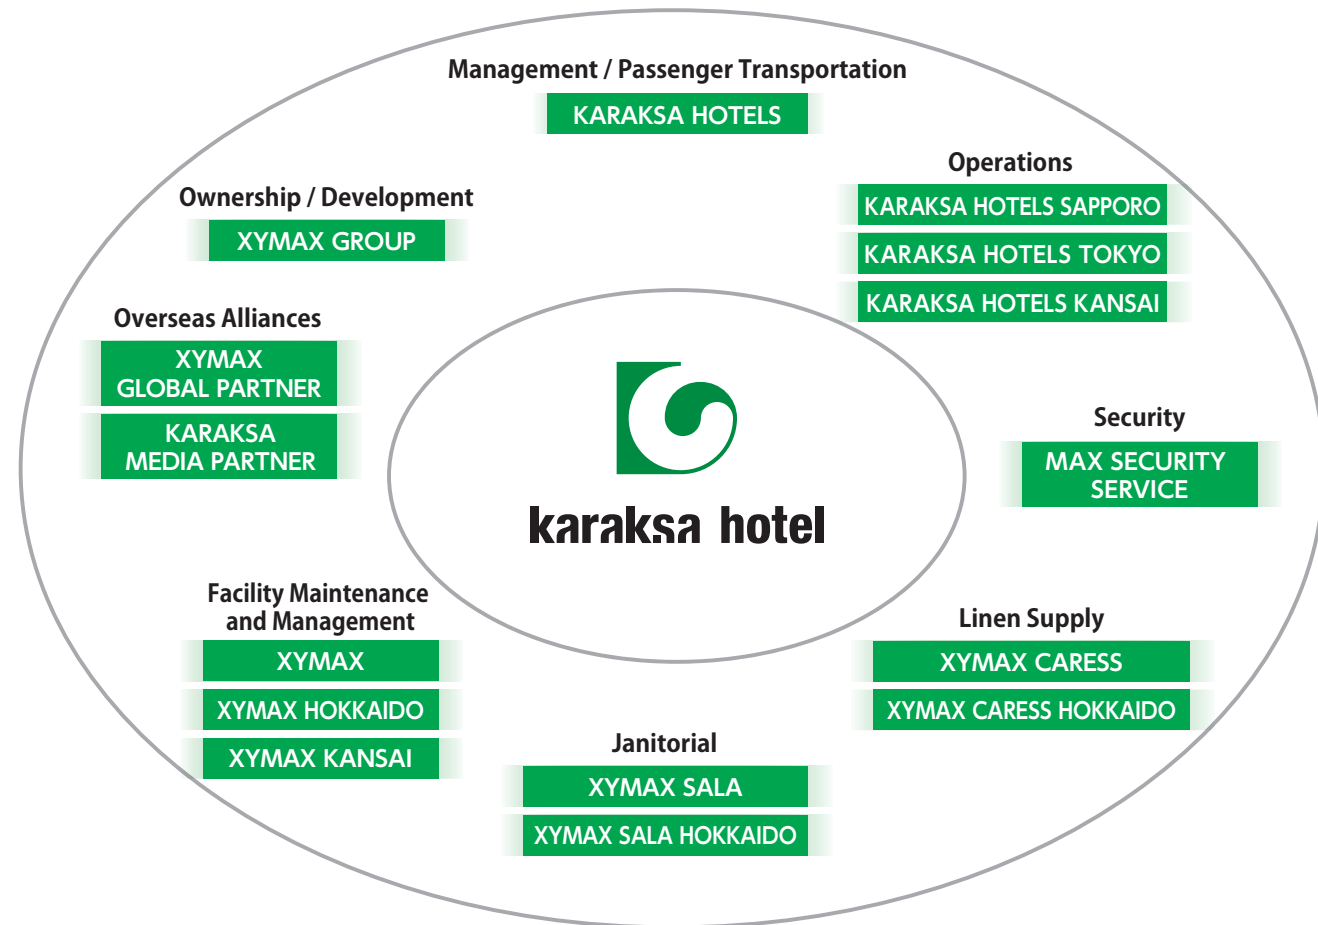 Management / Passenger Transportation
KARAKSA HOTELS
Operations
KARAKSA HOTELS SAPPORO
KARAKSA HOTELS TOKYO
KARAKSA HOTELS KANSAI
Ownership / Development
XYMAX GROUP
Overseas Alliances
XYMAX
GLOBAL PARTNER
KARAKSA
MEDIA PARTNER
Security
MAX SECURITY
SERVICE
karaksa hotel
Facility Maintenance
and Management
XYMAX
XYMAX HOKKAIDO
XYMAX KANSAI
Linen Supply
XYMAX CARESS
XYMAX CARESS HOKKAIDO
Janitorial
XYMAX SALA
XYMAX SALA HOKKAIDO